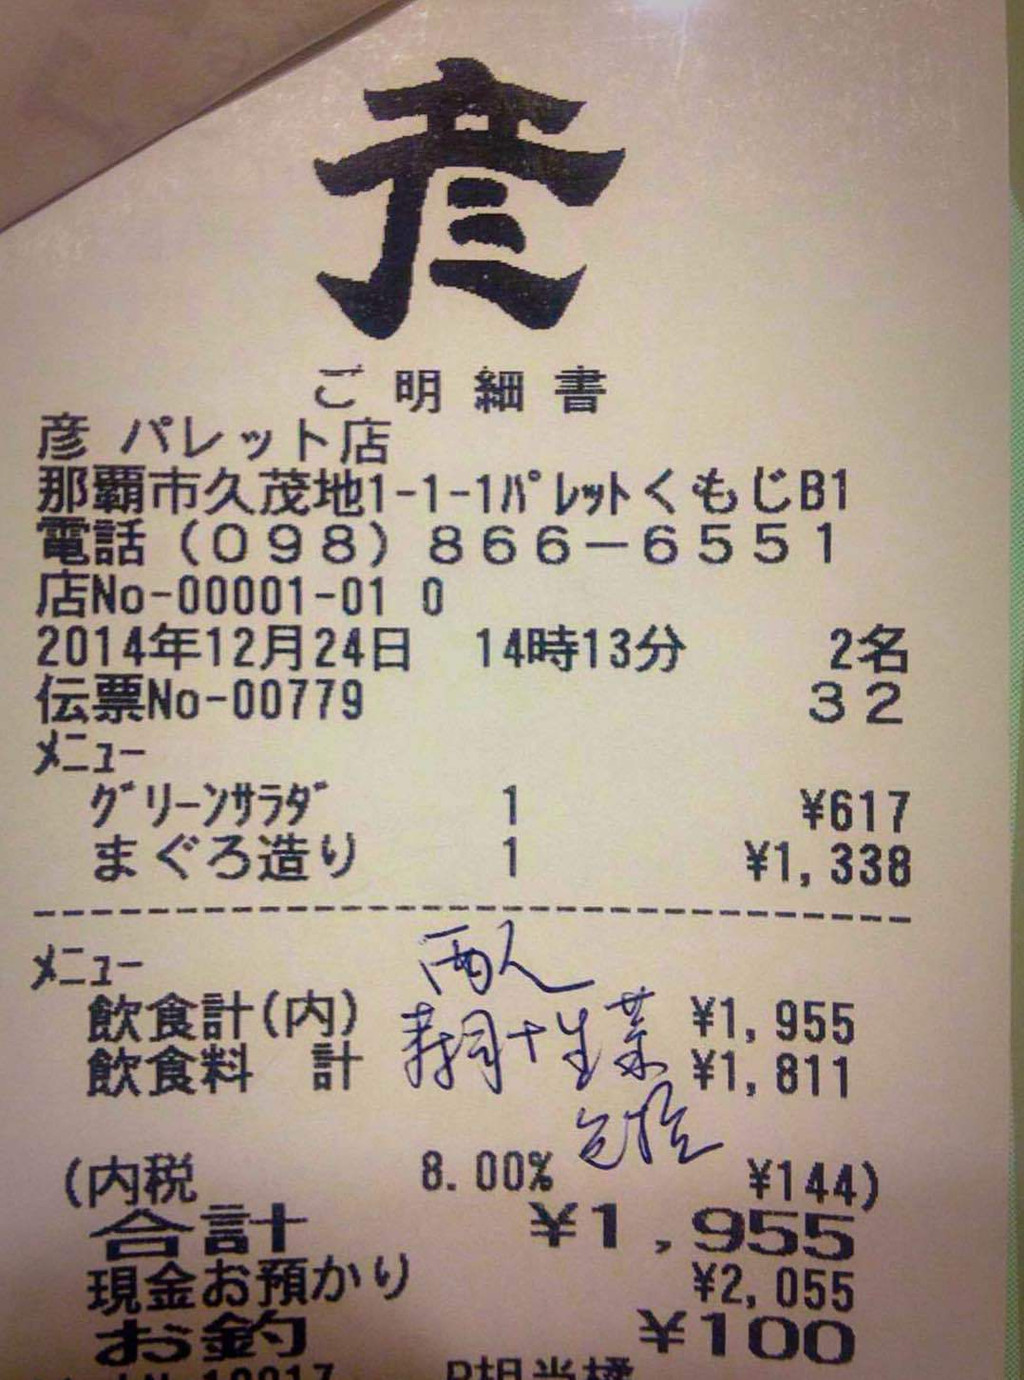 彦
ご明細書
彦 パレット店
那覇市久茂地1-1-1ﾊﾟﾚｯﾄくもじB1
電話(098)866-6551
店No-00001-01 0
2014年12月24日 14時13分 2名
伝票No-00779 32
ﾒﾆｭｰ
ｸﾞﾘｰﾝｻﾗﾀﾞ 1 ¥617
まぐろ造り 1 ¥1,338
ﾒﾆｭｰ
两人
飲食計(内) ¥1,955
寿司+生菜
飲食料 計 ¥1,811
(内税 8.00% ¥144)
合計 ¥1,955
現金お預かり ¥2,055
お釣 ¥100